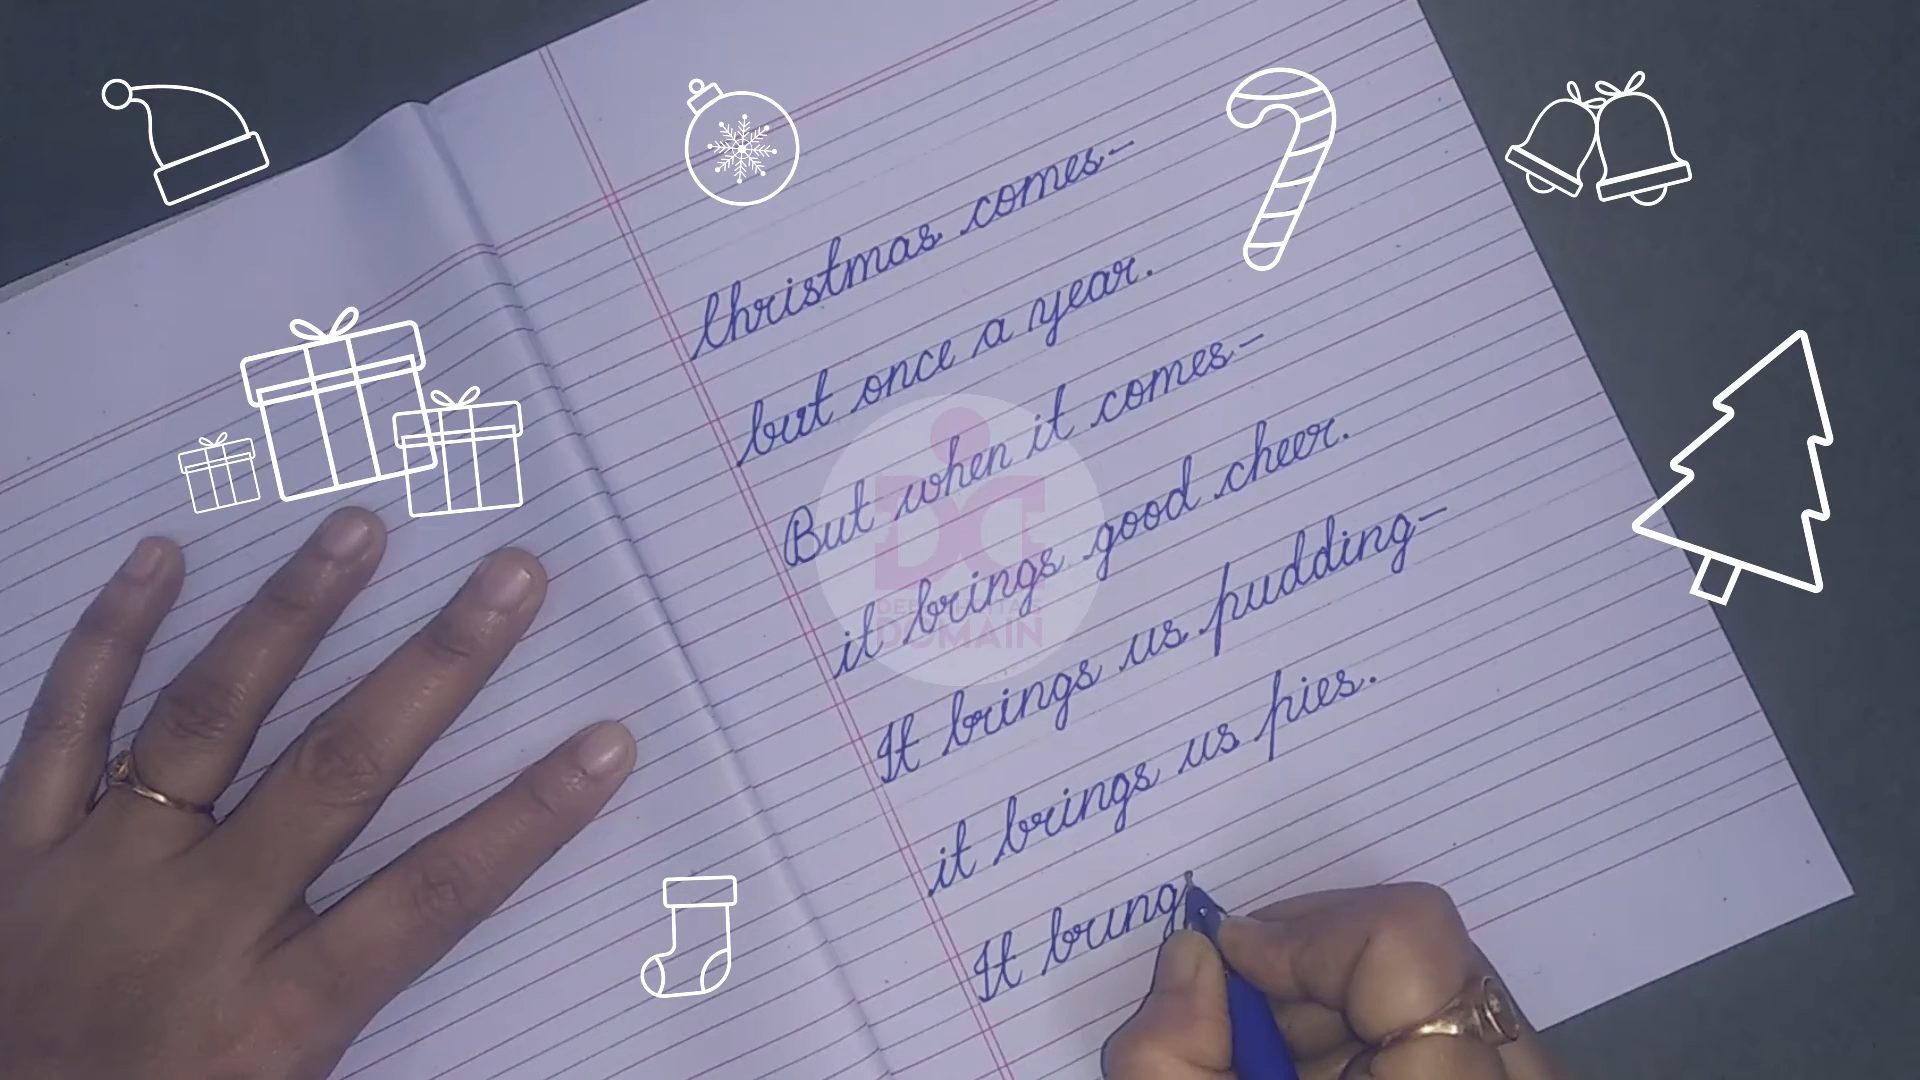 Christmas comes-
but once a year.
But when it comes-
it brings good cheer.
It brings us pudding-
it brings us pies.
It bring
DOMAIN